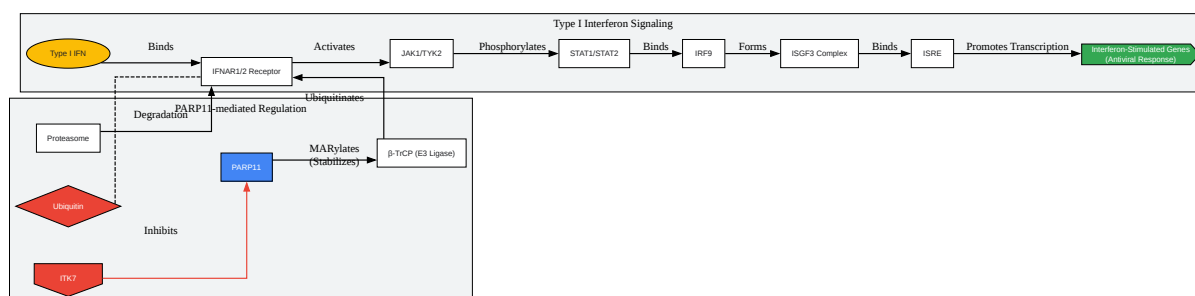 Type I Interferon Signaling
Type I IFN
Binds
IFNAR1/2 Receptor
Activates
JAK1/TYK2
Phosphorylates
STAT1/STAT2
Binds
IRF9
Forms
ISGF3 Complex
Binds
ISRE
Promotes Transcription
Interferon-Stimulated Genes
(Antiviral Response)
Ubiquitinates
PARP11-mediated Regulation
Degradation
Proteasome
PARP11
MARylates
(Stabilizes)
β-TrCP (E3 Ligase)
Ubiquitin
Inhibits
ITK7